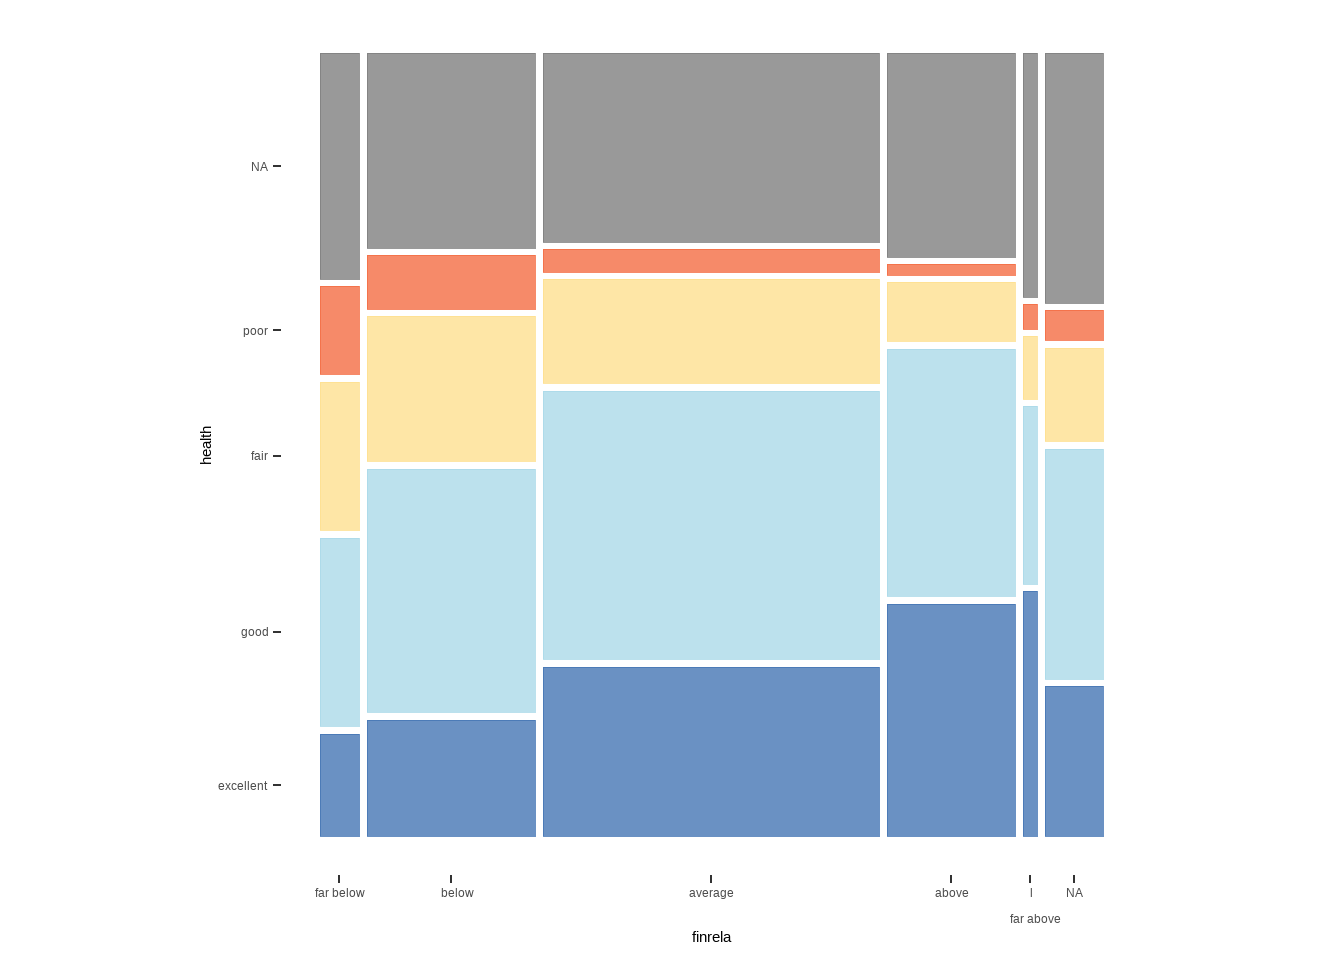 NA
poor
fair
health
good
excellent
far below
below
average
above
l
NA
far above
finrela